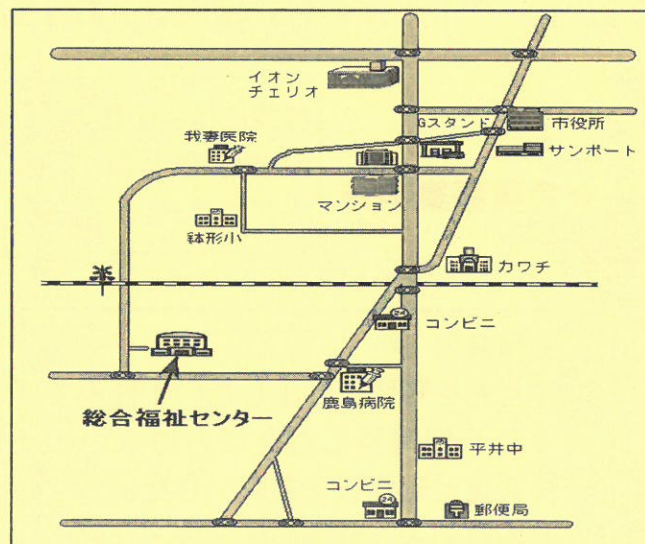 イオン
チェリオ
Gスタンド
市役所
我妻医院
サンポート
マンション
鉢形小
カワチ
24
コンビニ
鹿島病院
総合福祉センター
平井中
コンビニ
24
郵便局